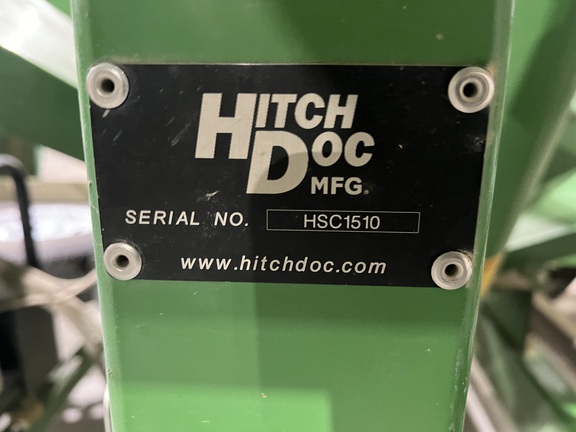 HITCH
DOC
MFG.
SERIAL NO. HSC1510
www.hitchdoc.com